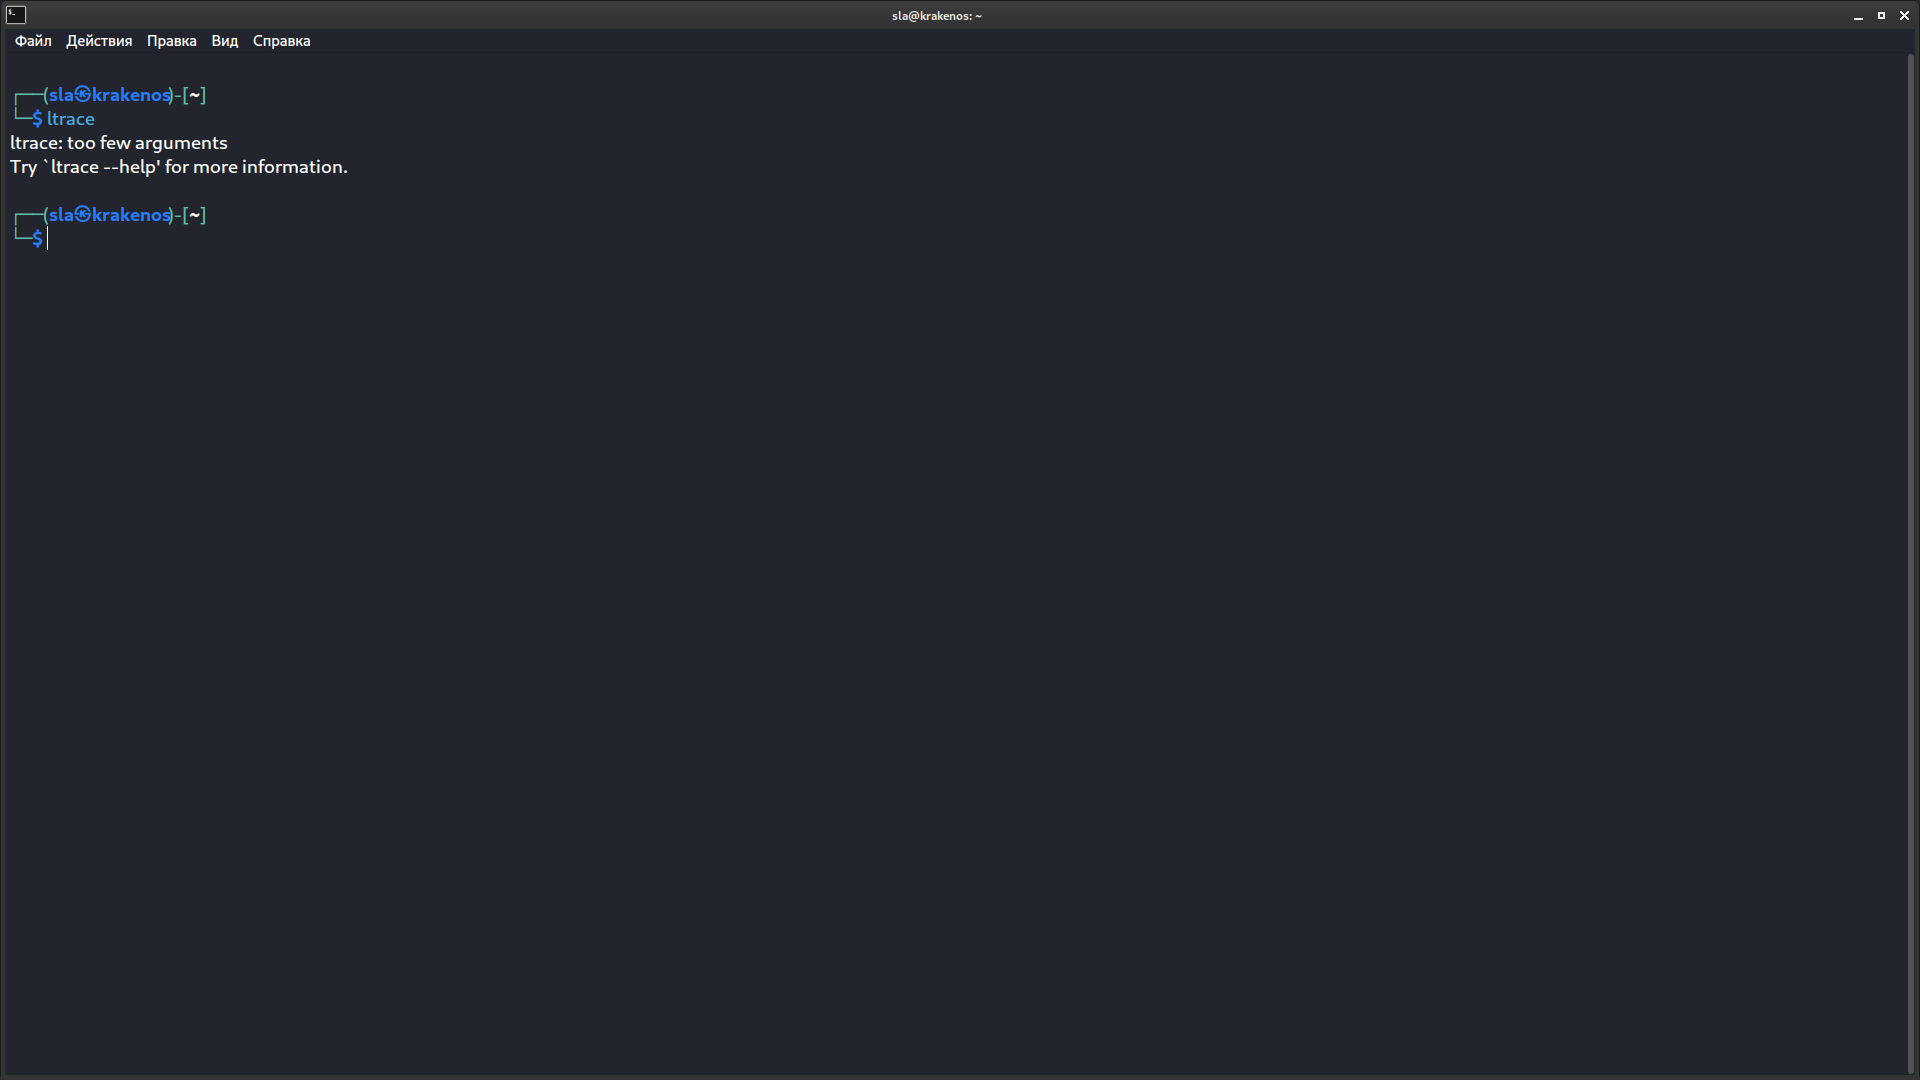 sla@krakenos: ~
Файл Действия Правка Вид Справка
┌──(sla㉿krakenos)-[~]
└─$ ltrace
ltrace: too few arguments
Try `ltrace --help' for more information.
┌──(sla㉿krakenos)-[~]
└─$